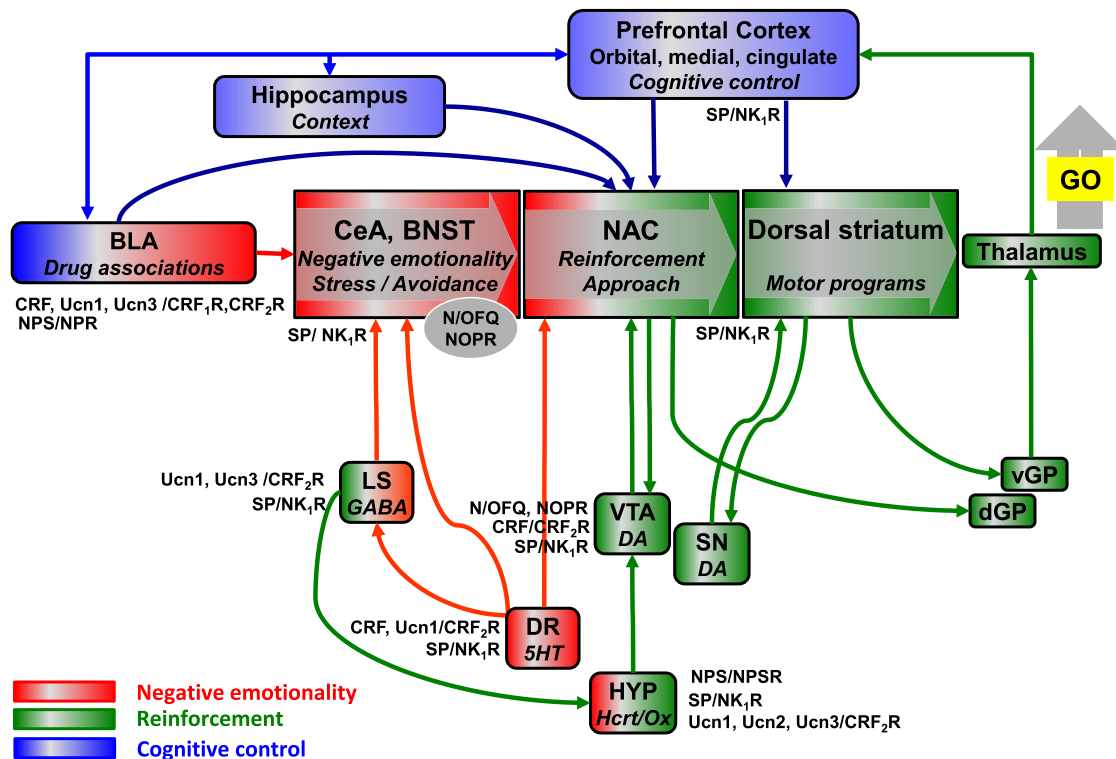 Prefrontal Cortex
Orbital, medial, cingulate
Cognitive control
Hippocampus
Context
SP/NK₁R
GO
BLA
Drug associations
CeA, BNST
Negative emotionality
Stress / Avoidance
NAC
Reinforcement
Approach
Dorsal striatum
Motor programs
Thalamus
CRF, Ucn1, Ucn3 /CRF₁R,CRF₂R
NPS/NPR
SP/ NK₁R
N/OFQ
NOPR
SP/NK₁R
Ucn1, Ucn3 /CRF₂R
SP/NK₁R
LS
GABA
N/OFQ, NOPR
CRF/CRF₂R
SP/NK₁R
VTA
DA
SN
DA
vGP
dGP
CRF, Ucn1/CRF₂R
SP/NK₁R
DR
5HT
HYP
Hcrt/Ox
NPS/NPSR
SP/NK₁R
Ucn1, Ucn2, Ucn3/CRF₂R
Negative emotionality
Reinforcement
Cognitive control